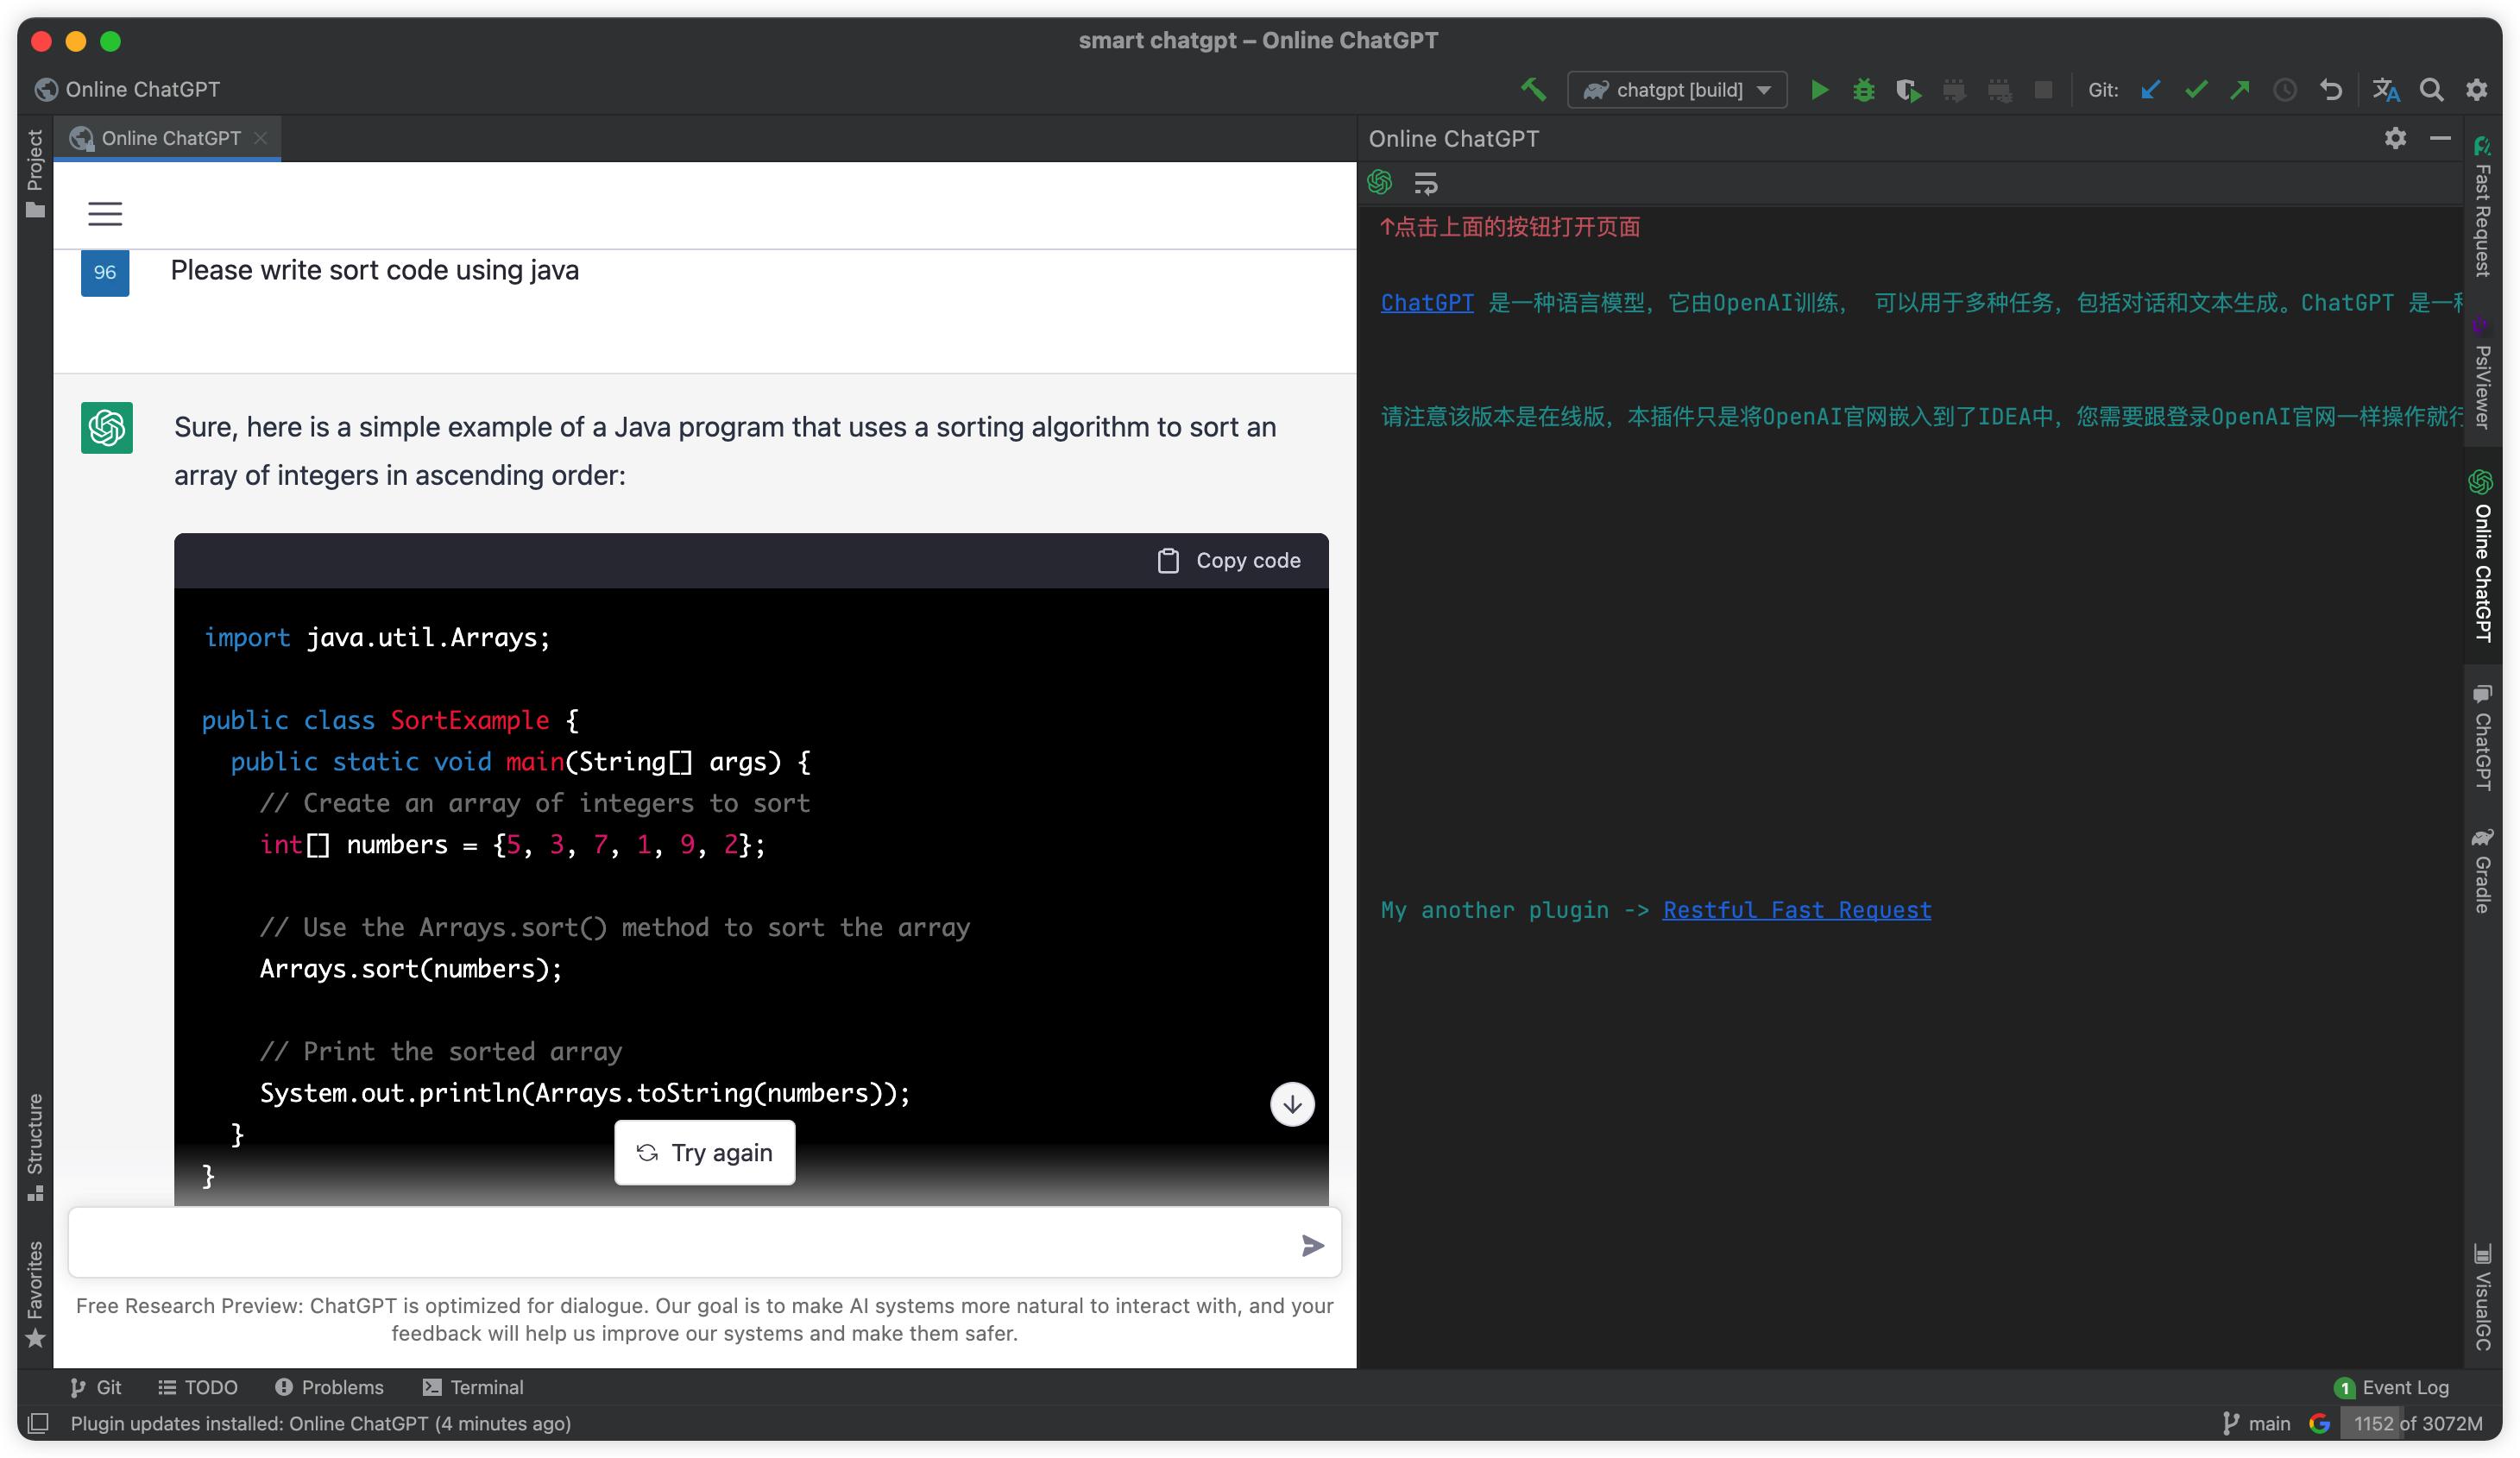 smart chatgpt – Online ChatGPT
Online ChatGPT
chatgpt [build]
Git:
Project
Online ChatGPT
96
Please write sort code using java
Sure, here is a simple example of a Java program that uses a sorting algorithm to sort an
array of integers in ascending order:
Copy code
import java.util.Arrays;
public class SortExample {
public static void main(String[] args) {
// Create an array of integers to sort
int[] numbers = {5, 3, 7, 1, 9, 2};
// Use the Arrays.sort() method to sort the array
Arrays.sort(numbers);
// Print the sorted array
System.out.println(Arrays.toString(numbers));
}
}
Try again
Free Research Preview: ChatGPT is optimized for dialogue. Our goal is to make AI systems more natural to interact with, and your
feedback will help us improve our systems and make them safer.
Structure
Favorites
Online ChatGPT
↑点击上面的按钮打开页面
ChatGPT 是一种语言模型，它由OpenAI训练， 可以用于多种任务，包括对话和文本生成。ChatGPT 是一
请注意该版本是在线版，本插件只是将OpenAI官网嵌入到了IDEA中，您需要跟登录OpenAI官网一样操作就行
My another plugin -> Restful Fast Request
Fast Request
PsiViewer
Online ChatGPT
ChatGPT
Gradle
VisualGC
Git
TODO
Problems
Terminal
1 Event Log
Plugin updates installed: Online ChatGPT (4 minutes ago)
main
1152 of 3072M